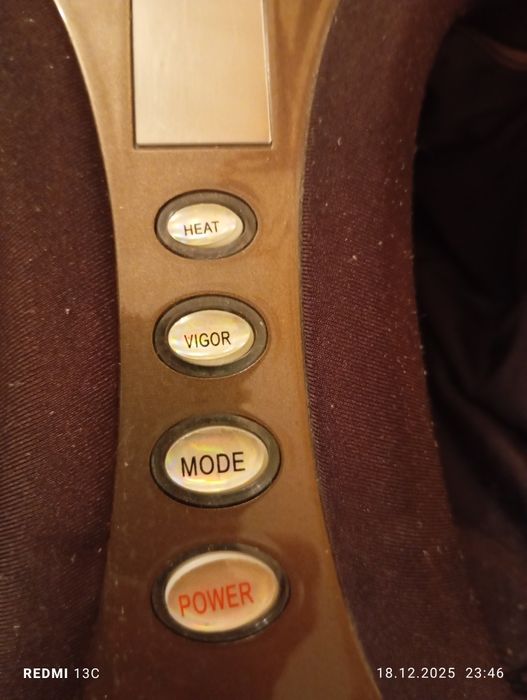 HEAT
VIGOR
MODE
POWER
REDMI 13C
18.12.2025 23:46